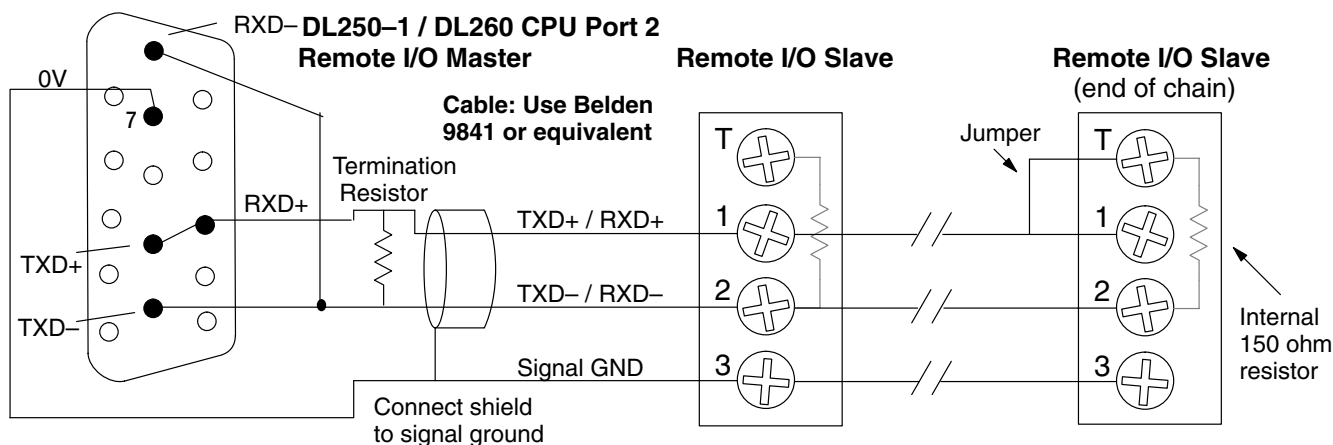 RXD–
DL250–1 / DL260 CPU Port 2
Remote I/O Master
Remote I/O Slave
Remote I/O Slave
(end of chain)
0V
7
Cable: Use Belden
9841 or equivalent
Termination
Resistor
Jumper
T
T
RXD+
TXD+ / RXD+
1
1
TXD+
TXD– / RXD–
2
2
TXD–
Internal
150 ohm
resistor
Signal GND
3
3
Connect shield
to signal ground